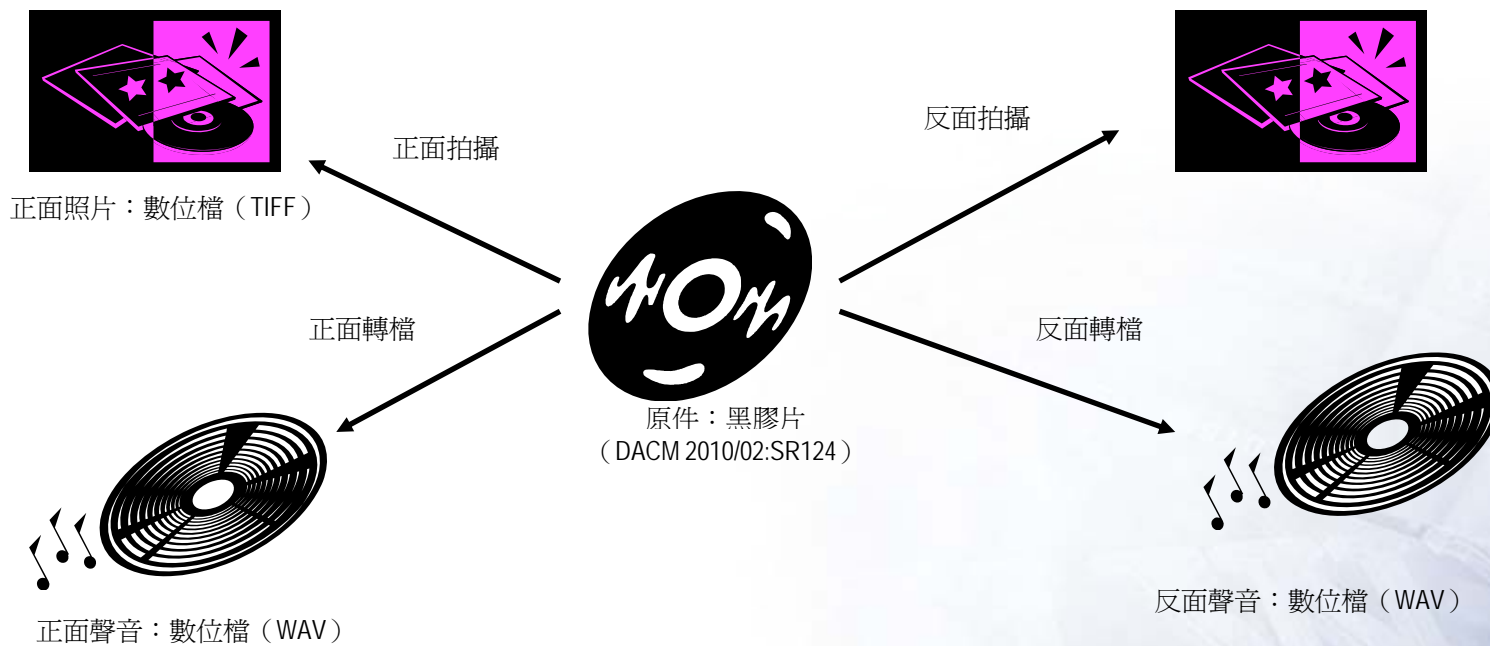 反面拍攝
正面拍攝
正面照片：數位檔（TIFF）
正面轉檔
反面轉檔
原件：黑膠片
（DACM 2010/02:SR124）
反面聲音：數位檔（WAV）
正面聲音：數位檔（WAV）